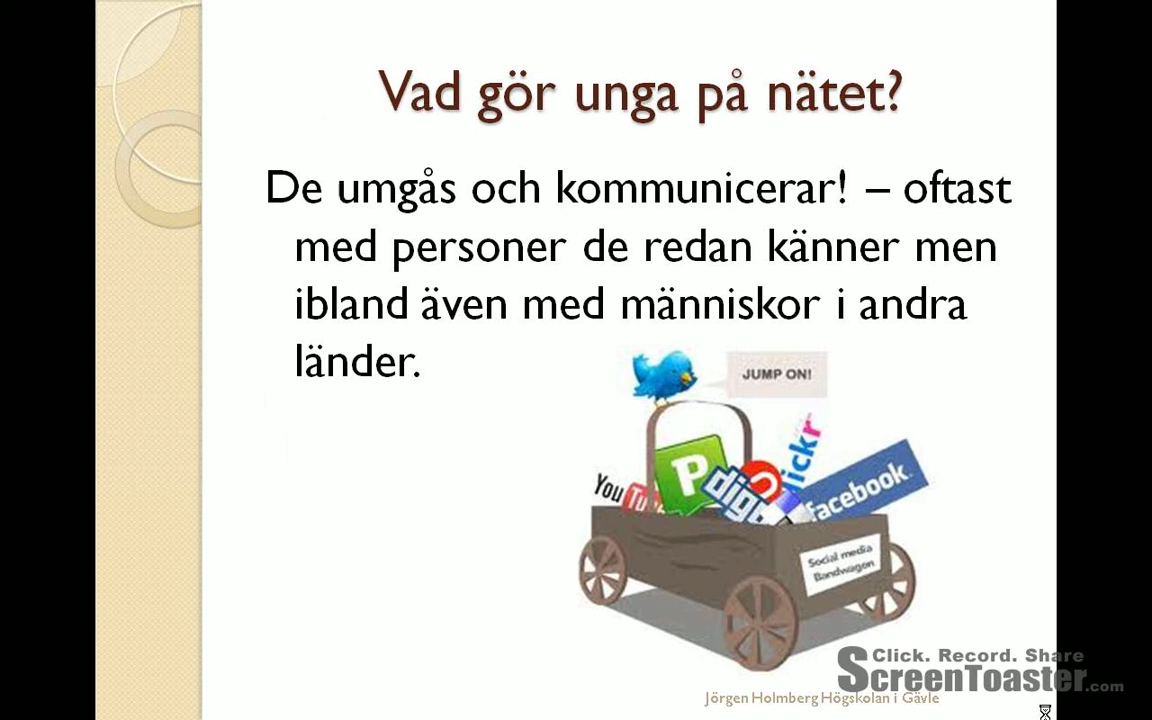 Vad gör unga på nätet?
De umgås och kommunicerar! – oftast
med personer de redan känner men
ibland även med människor i andra
länder.
JUMP ON!
flickr
YouTube
P
digg
facebook.
Social media
Bandwagon
Click. Record. Share
ScreenToaster.com
Jörgen Holmberg Högskolan i Gävle